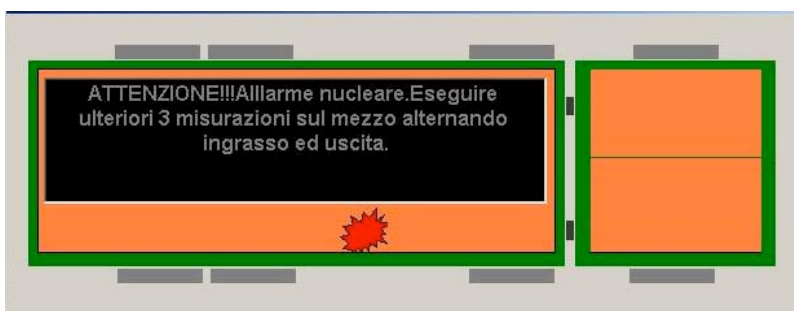 ATTENZIONE!!!Alllarme nucleare.Eseguire
ulteriori 3 misurazioni sul mezzo alternando
ingrasso ed uscita.